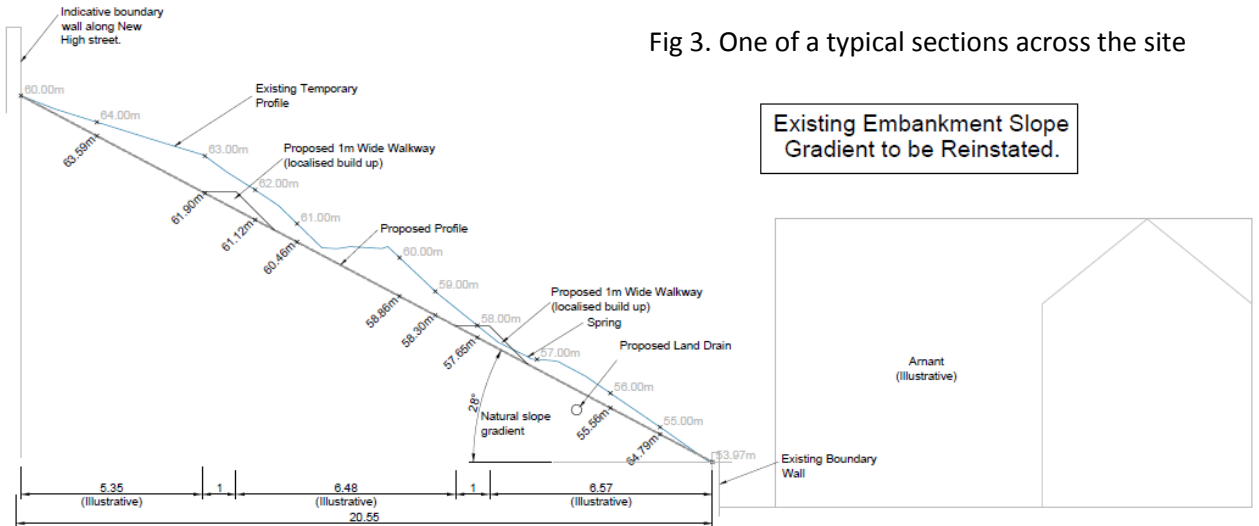 Indicative boundary
wall along New
High street.
Fig 3. One of a typical sections across the site
60.00m
Existing Temporary
Profile
64.00m
63.59m
63.00m
Proposed 1m Wide Walkway
(localised build up)
Existing Embankment Slope
Gradient to be Reinstated.
62.00m
61.90m
61.00m
61.12m
60.46m
Proposed Profile
60.00m
59.00m
58.86m
58.30m
Proposed 1m Wide Walkway
(localised build up)
58.00m
57.65m
Spring
57.00m
Proposed Land Drain
Arnant
(Illustrative)
28°
Natural slope
gradient
56.00m
55.56m
55.00m
64.79m
53.97m
Existing Boundary
Wall
5.35
(Illustrative)
1
6.48
(Illustrative)
1
6.57
(Illustrative)
20.55